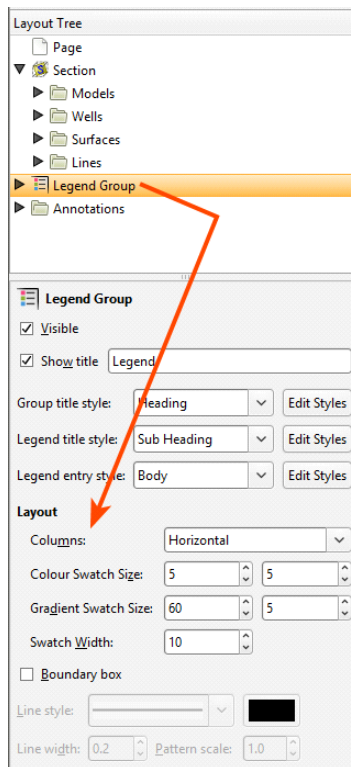 Layout Tree
Page
Section
Models
Wells
Surfaces
Lines
Legend Group
Annotations
Legend Group
Visible
Show title Legend
Group title style: Heading Edit Styles
Legend title style: Sub Heading Edit Styles
Legend entry style: Body Edit Styles
Layout
Columns: Horizontal
Colour Swatch Size: 5 5
Gradient Swatch Size: 60 5
Swatch Width: 10
Boundary box
Line style:
Line width: 0.2 Pattern scale: 1.0